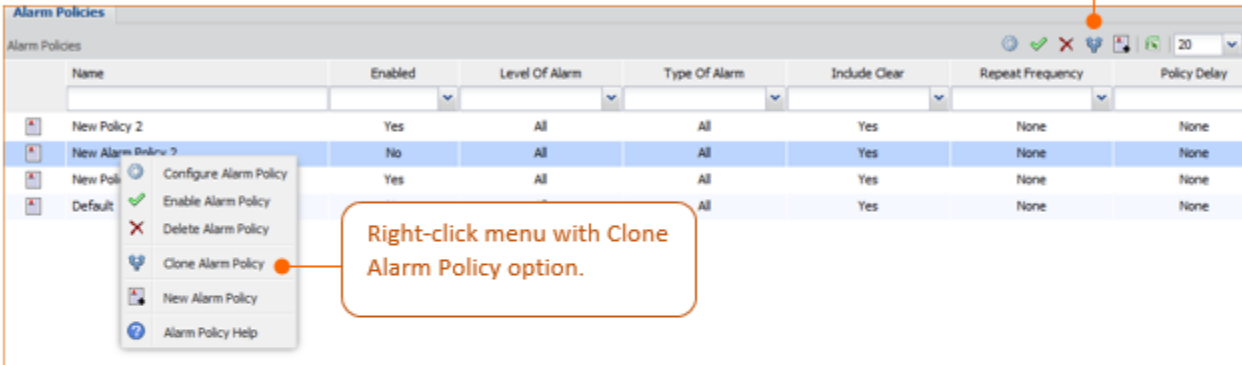 Alarm Policies
Alarm Policies 20
Name Enabled Level Of Alarm Type Of Alarm Include Clear Repeat Frequency Policy Delay
New Policy 2 Yes All All Yes None None
New Alarm Policy 2 No All All Yes None None
New Yes All All Yes None None
Default All Yes None None
Configure Alarm Policy
Enable Alarm Policy
Delete Alarm Policy
Clone Alarm Policy
New Alarm Policy
Alarm Policy Help
Right-click menu with Clone
Alarm Policy option.